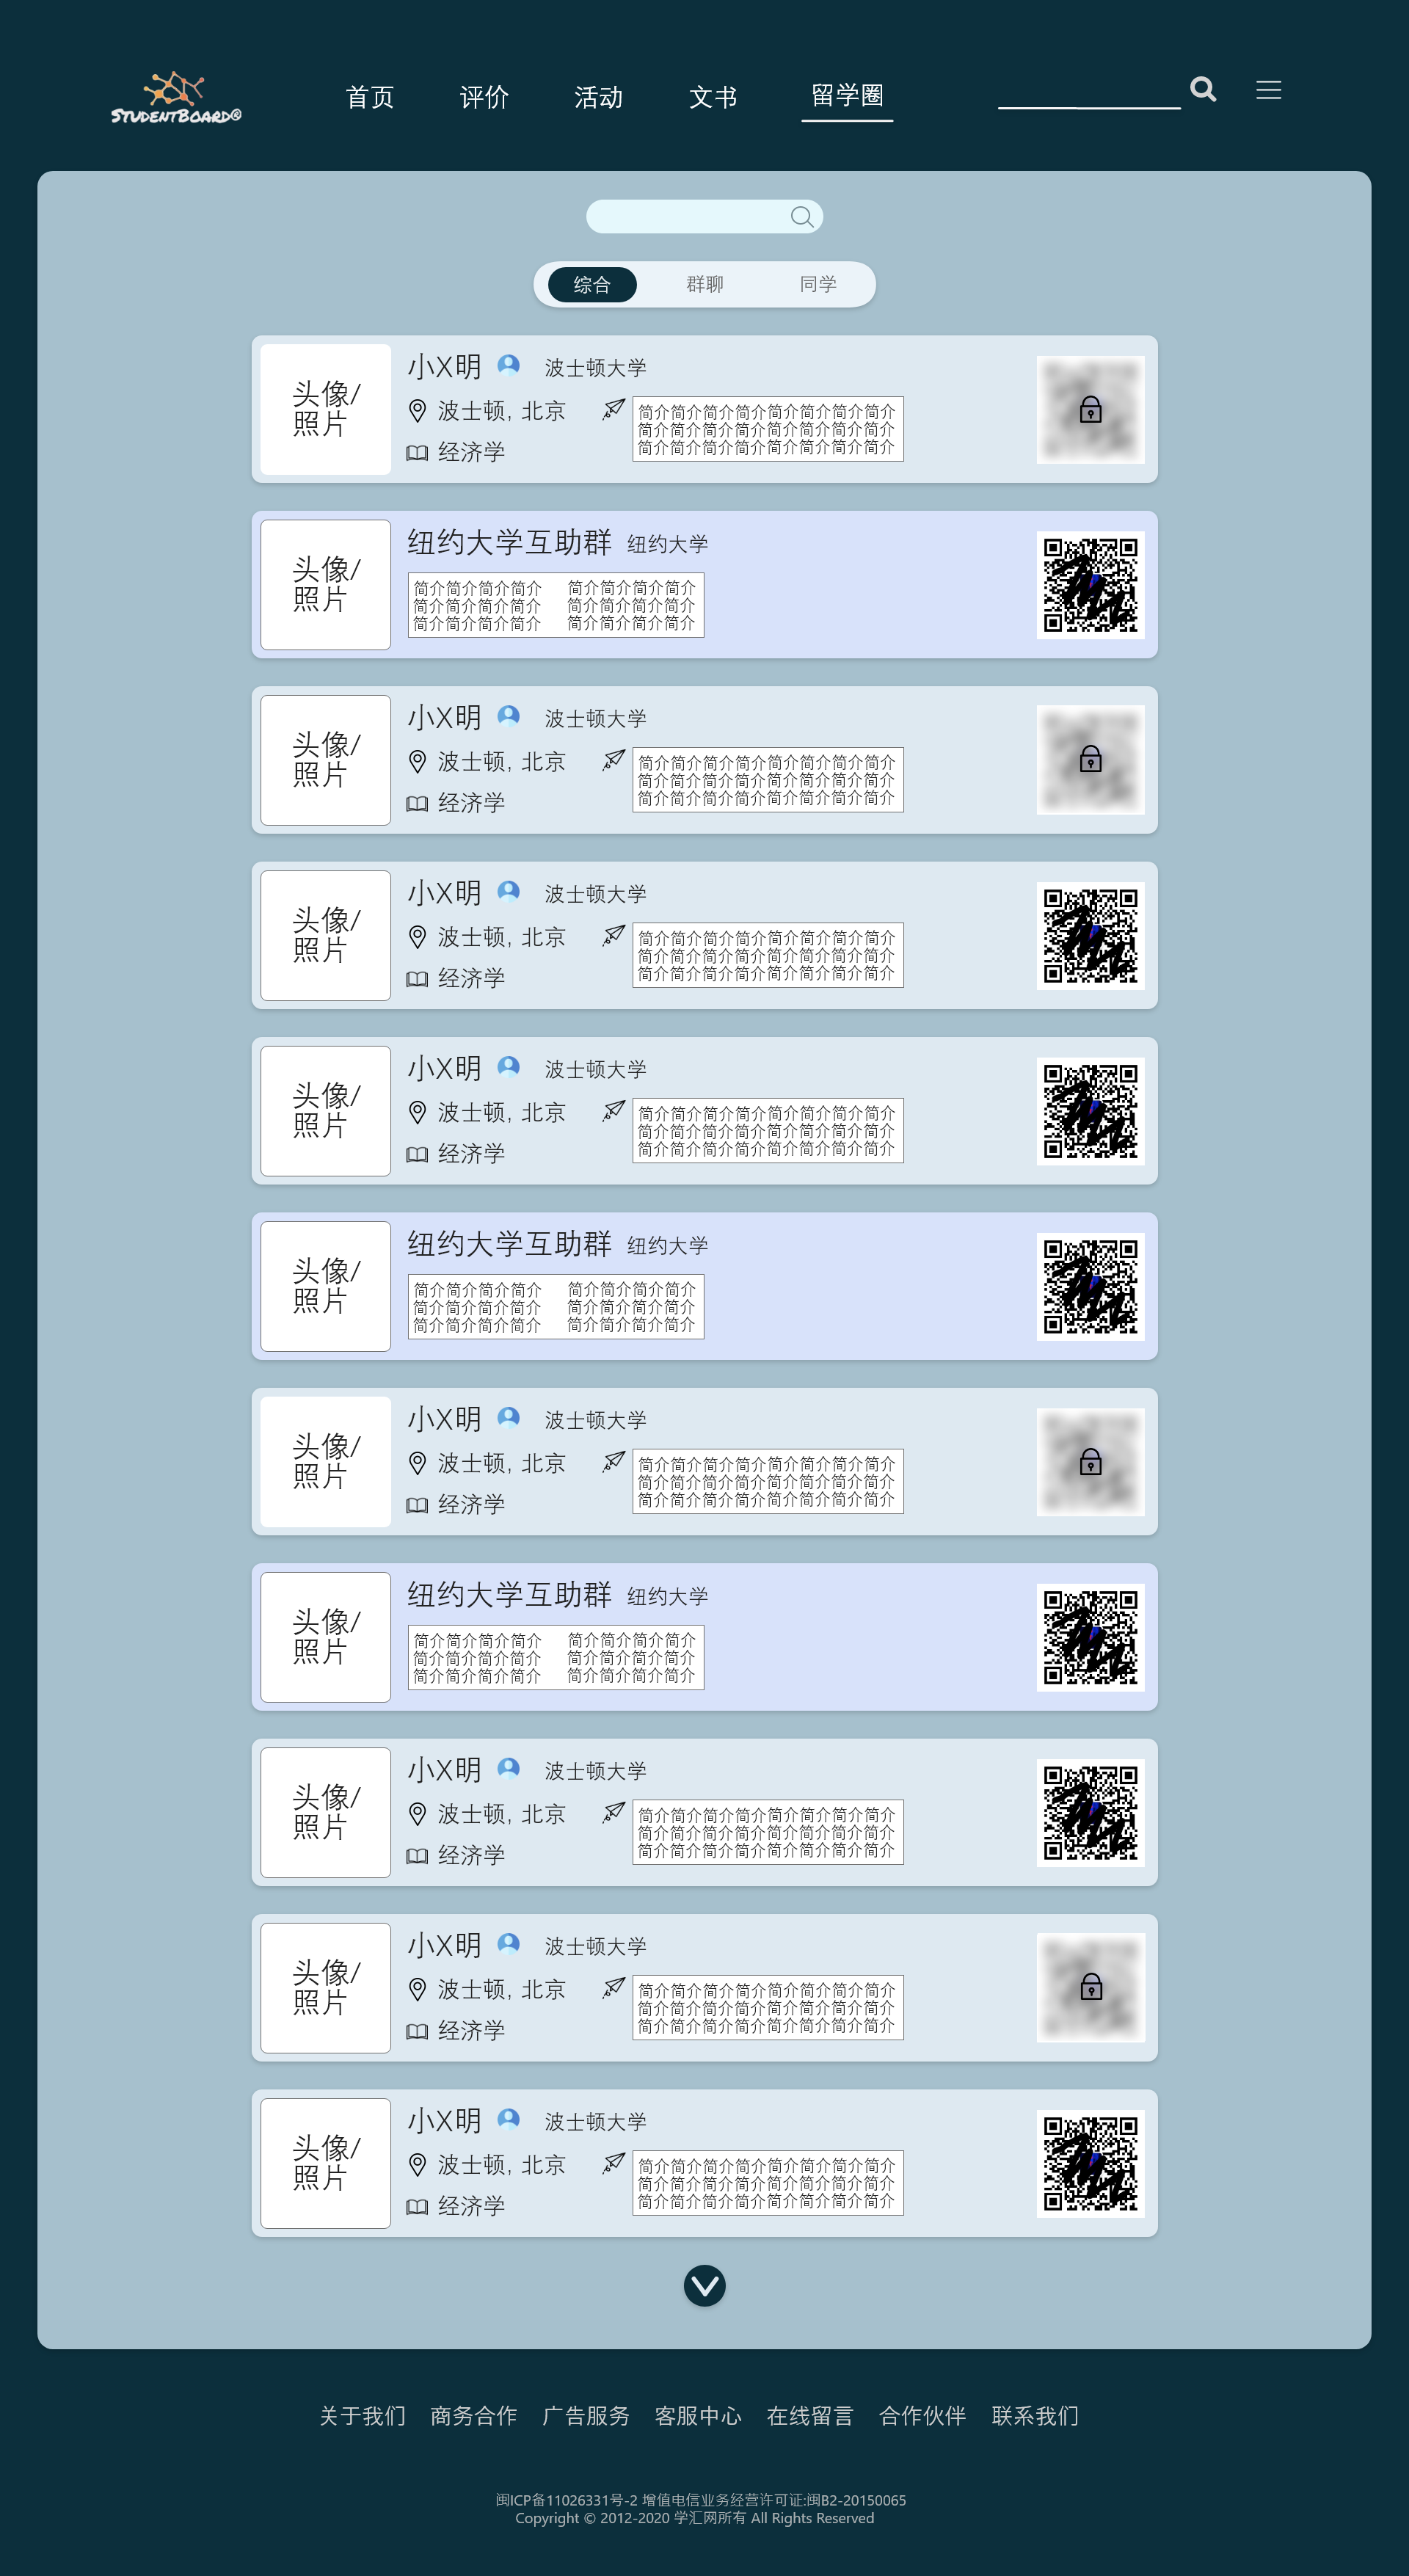 STUDENTBOARD®
首页 评价 活动 文书 留学圈
综合 群聊 同学
头像/
照片
小X明 波士顿大学
波士顿, 北京
简介简介简介简介简介简介简介简介
简介简介简介简介简介简介简介简介
简介简介简介简介简介简介简介简介
经济学
头像/
照片
纽约大学互助群 纽约大学
简介简介简介简介 简介简介简介简介
简介简介简介简介 简介简介简介简介
简介简介简介简介 简介简介简介简介
头像/
照片
小X明 波士顿大学
波士顿, 北京
简介简介简介简介简介简介简介简介
简介简介简介简介简介简介简介简介
简介简介简介简介简介简介简介简介
经济学
头像/
照片
小X明 波士顿大学
波士顿, 北京
简介简介简介简介简介简介简介简介
简介简介简介简介简介简介简介简介
简介简介简介简介简介简介简介简介
经济学
头像/
照片
小X明 波士顿大学
波士顿, 北京
简介简介简介简介简介简介简介简介
简介简介简介简介简介简介简介简介
简介简介简介简介简介简介简介简介
经济学
头像/
照片
纽约大学互助群 纽约大学
简介简介简介简介 简介简介简介简介
简介简介简介简介 简介简介简介简介
简介简介简介简介 简介简介简介简介
头像/
照片
小X明 波士顿大学
波士顿, 北京
简介简介简介简介简介简介简介简介
简介简介简介简介简介简介简介简介
简介简介简介简介简介简介简介简介
经济学
头像/
照片
纽约大学互助群 纽约大学
简介简介简介简介 简介简介简介简介
简介简介简介简介 简介简介简介简介
简介简介简介简介 简介简介简介简介
头像/
照片
小X明 波士顿大学
波士顿, 北京
简介简介简介简介简介简介简介简介
简介简介简介简介简介简介简介简介
简介简介简介简介简介简介简介简介
经济学
头像/
照片
小X明 波士顿大学
波士顿, 北京
简介简介简介简介简介简介简介简介
简介简介简介简介简介简介简介简介
简介简介简介简介简介简介简介简介
经济学
头像/
照片
小X明 波士顿大学
波士顿, 北京
简介简介简介简介简介简介简介简介
简介简介简介简介简介简介简介简介
简介简介简介简介简介简介简介简介
经济学
关于我们 商务合作 广告服务 客服中心 在线留言 合作伙伴 联系我们
闽ICP备11026331号-2 增值电信业务经营许可证:闽B2-20150065
Copyright © 2012-2020 学汇网所有 All Rights Reserved